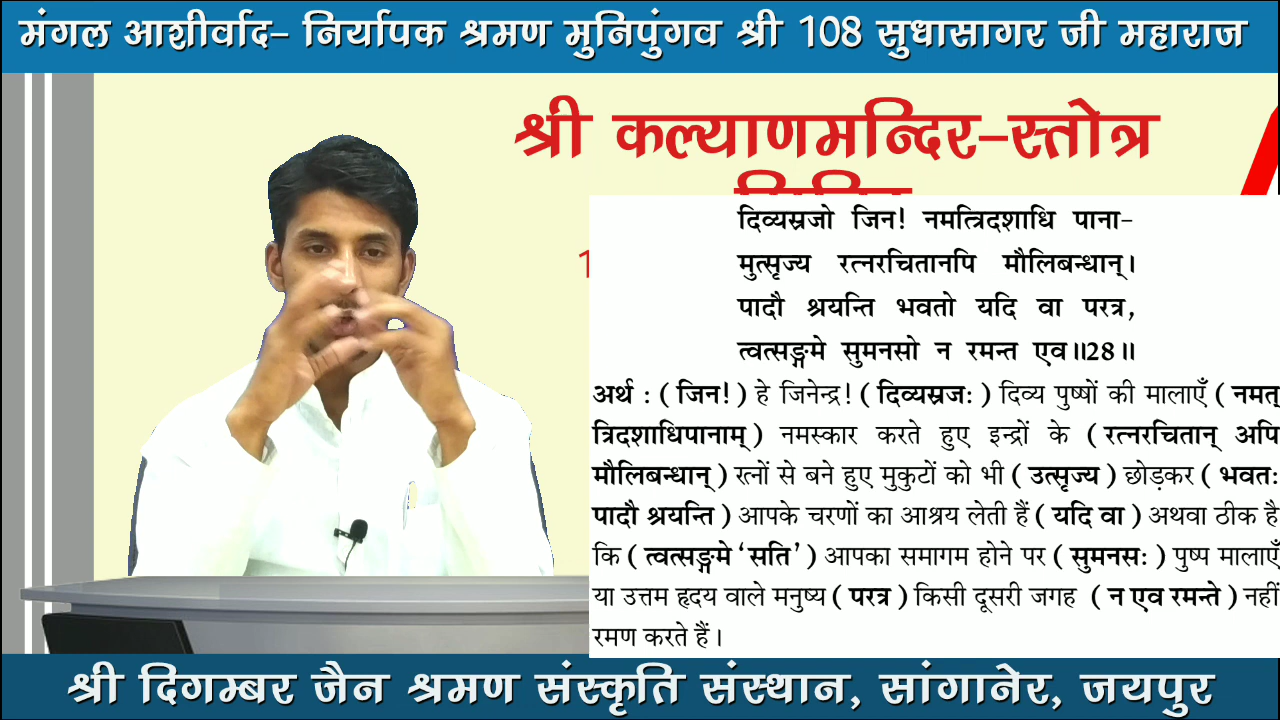 मंगल आशीर्वाद- निर्यापक श्रमण मुनिपुंगव श्री 108 सुधासागर जी महाराज
श्री कल्याणमन्दिर-स्तोत्र
दिव्यस्रजो जिन! नमत्रिदशाधि पाना-
मुत्सृज्य रत्नरचितानपि मौलिबन्धान्।
पादौ श्रयन्ति भवतो यदि वा परत्र,
त्वत्सङ्गमे सुमनसो न रमन्त एव॥28॥
अर्थ : ( जिन! ) हे जिनेन्द्र! ( दिव्यस्रजः ) दिव्य पुष्षों की मालाएँ ( नमत्
त्रिदशाधिपानाम् ) नमस्कार करते हुए इन्द्रों के ( रत्नरचितान् अपि
मौलिबन्धान् ) रत्नों से बने हुए मुकुटों को भी ( उत्सृज्य ) छोड़कर ( भवतः
पादौ श्रयन्ति ) आपके चरणों का आश्रय लेती हैं ( यदि वा ) अथवा ठीक है
कि ( त्वत्सङ्गमे ‘सति’ ) आपका समागम होने पर ( सुमनसः ) पुष्प मालाएँ
या उत्तम हृदय वाले मनुष्य ( परत्र ) किसी दूसरी जगह ( न एव रमन्ते ) नहीं
रमण करते हैं।
श्री दिगम्बर जैन श्रमण संस्कृति संस्थान, सांगानेर, जयपुर